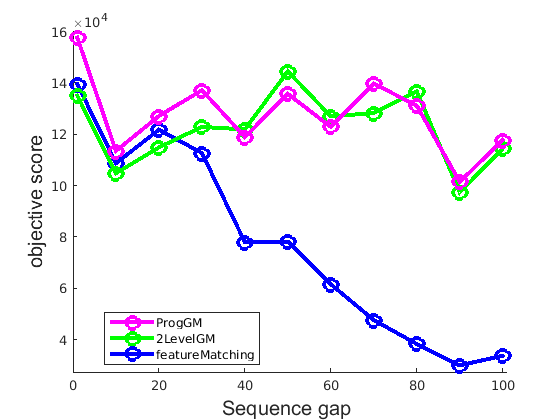 ×10⁴
16
14
12
10
8
6
4
objective score
ProgGM
2LevelGM
featureMatching
0 20 40 60 80 100
Sequence gap